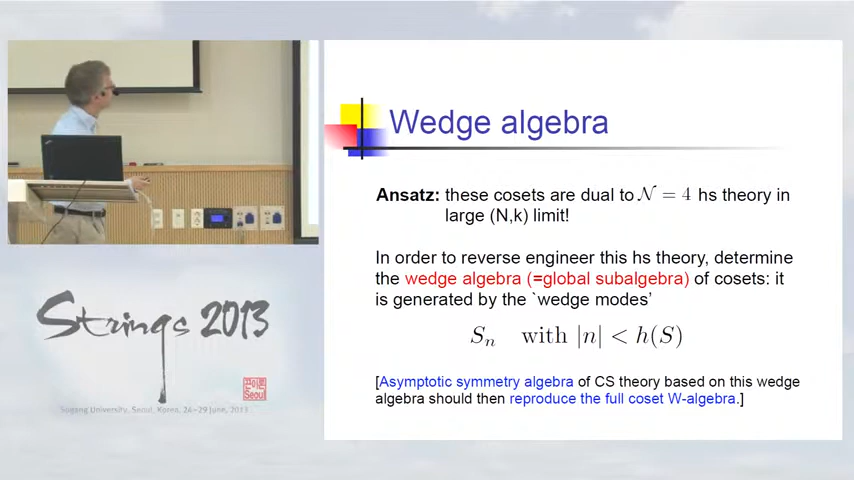 Wedge algebra
Ansatz: these cosets are dual to 𝒩 = 4 hs theory in
large (N,k) limit!
In order to reverse engineer this hs theory, determine
the wedge algebra (=global subalgebra) of cosets: it
is generated by the `wedge modes'
Sₙ with |n| < h(S)
[Asymptotic symmetry algebra of CS theory based on this wedge
algebra should then reproduce the full coset W-algebra.]
Strings 2013
Seoul
Sogang University, Seoul, Korea, 26-29 June, 2013